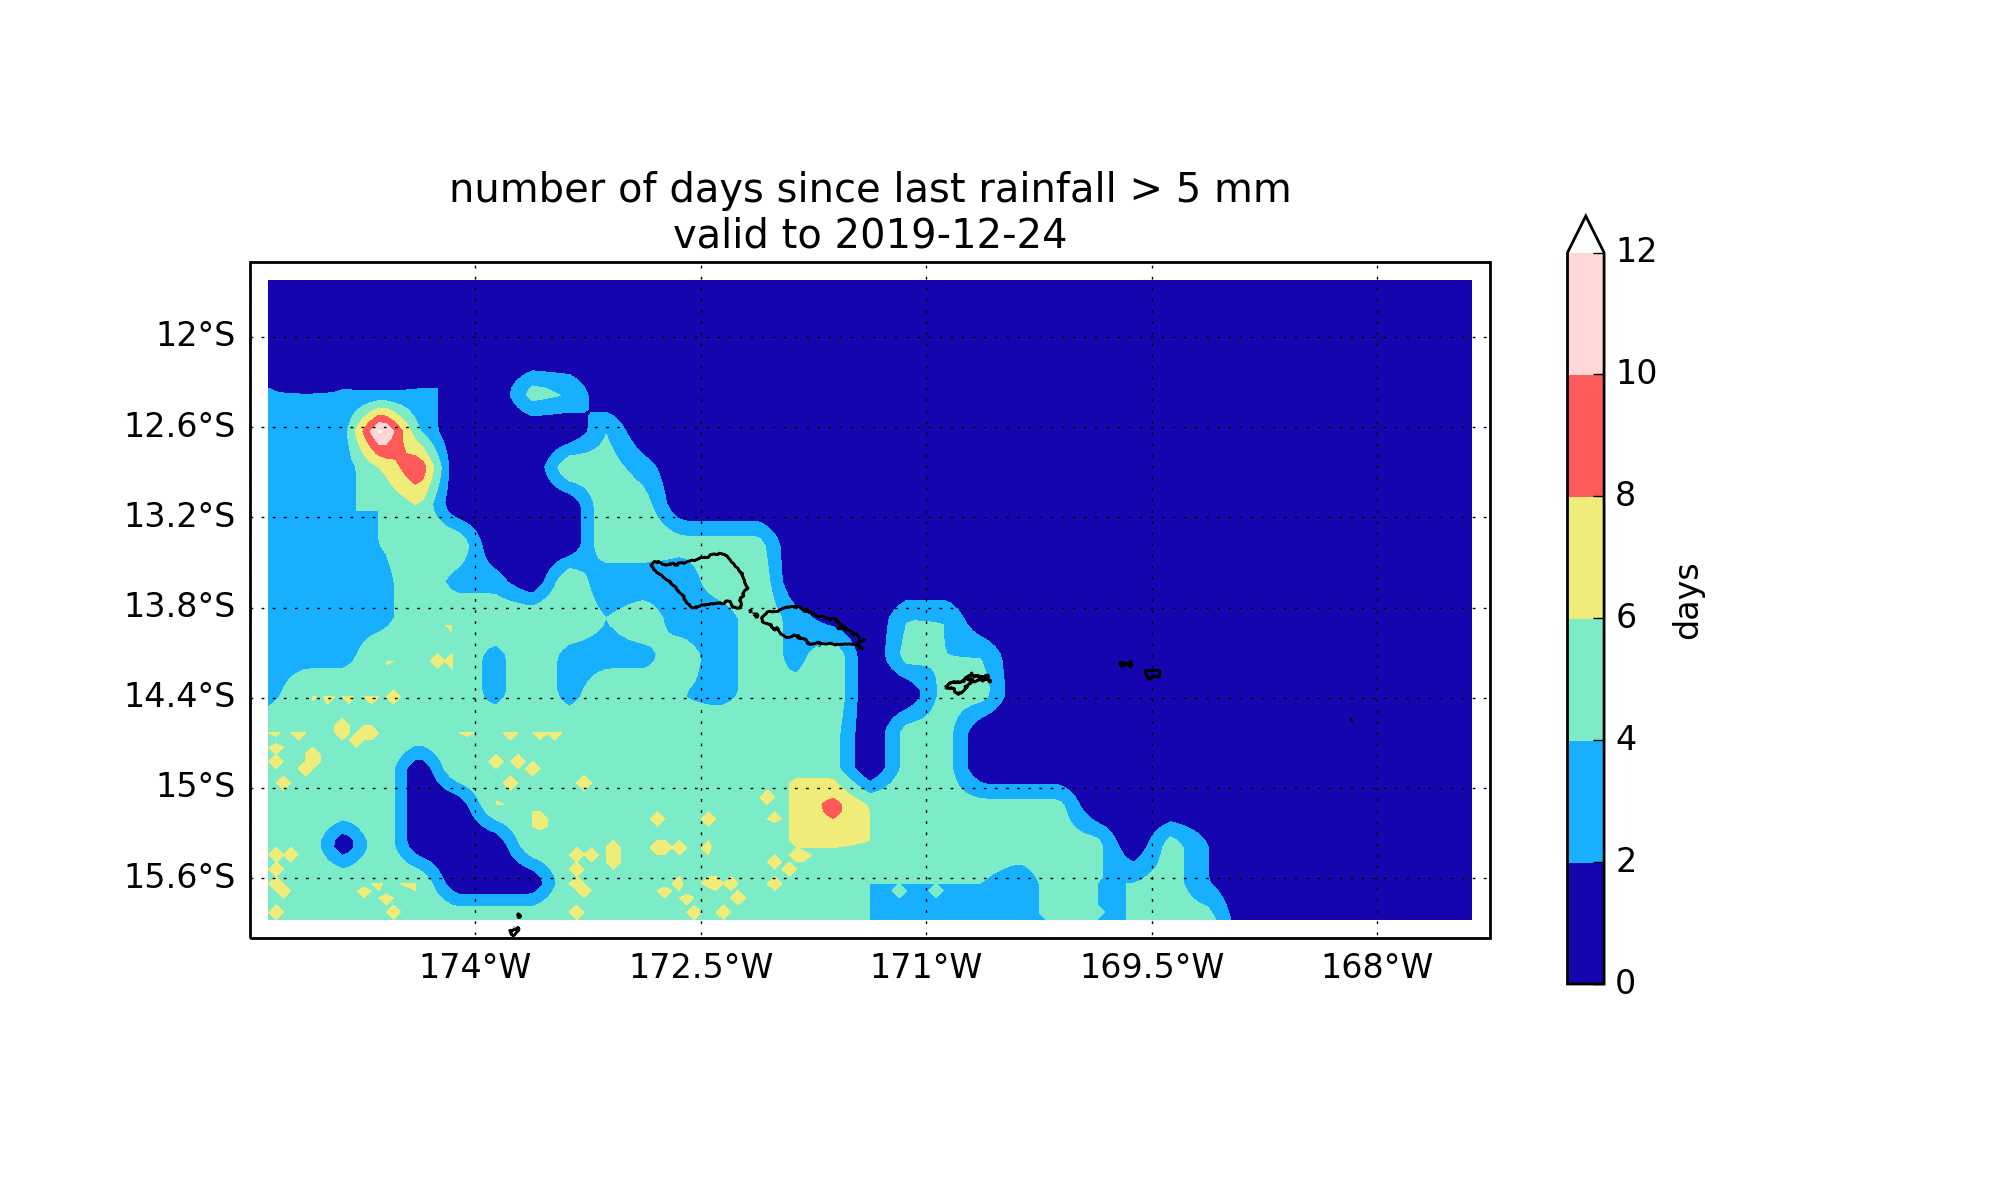 number of days since last rainfall > 5 mm
valid to 2019-12-24
12°S
12.6°S
13.2°S
13.8°S
14.4°S
15°S
15.6°S
174°W
172.5°W
171°W
169.5°W
168°W
12
10
8
6
4
2
0
days